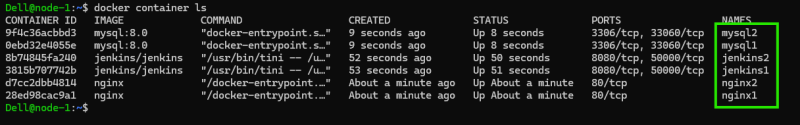 Dell@node-1:~$ docker container ls
CONTAINER ID   IMAGE             COMMAND                  CREATED              STATUS              PORTS                 NAMES
9f4c36acbbd3   mysql:8.0         "docker-entrypoint.s…"   9 seconds ago        Up 8 seconds        3306/tcp, 33060/tcp   mysql2
0ebd32e4055e   mysql:8.0         "docker-entrypoint.s…"   9 seconds ago        Up 8 seconds        3306/tcp, 33060/tcp   mysql1
8b74845fa240   jenkins/jenkins   "/usr/bin/tini -- /u…"   52 seconds ago       Up 50 seconds       8080/tcp, 50000/tcp   jenkins2
3815b707742b   jenkins/jenkins   "/usr/bin/tini -- /u…"   53 seconds ago       Up 51 seconds       8080/tcp, 50000/tcp   jenkins1
d7cc2dbb4814   nginx             "/docker-entrypoint.…"   About a minute ago   Up About a minute   80/tcp                nginx2
28ed98cac9a1   nginx             "/docker-entrypoint.…"   About a minute ago   Up About a minute   80/tcp                nginx1
Dell@node-1:~$